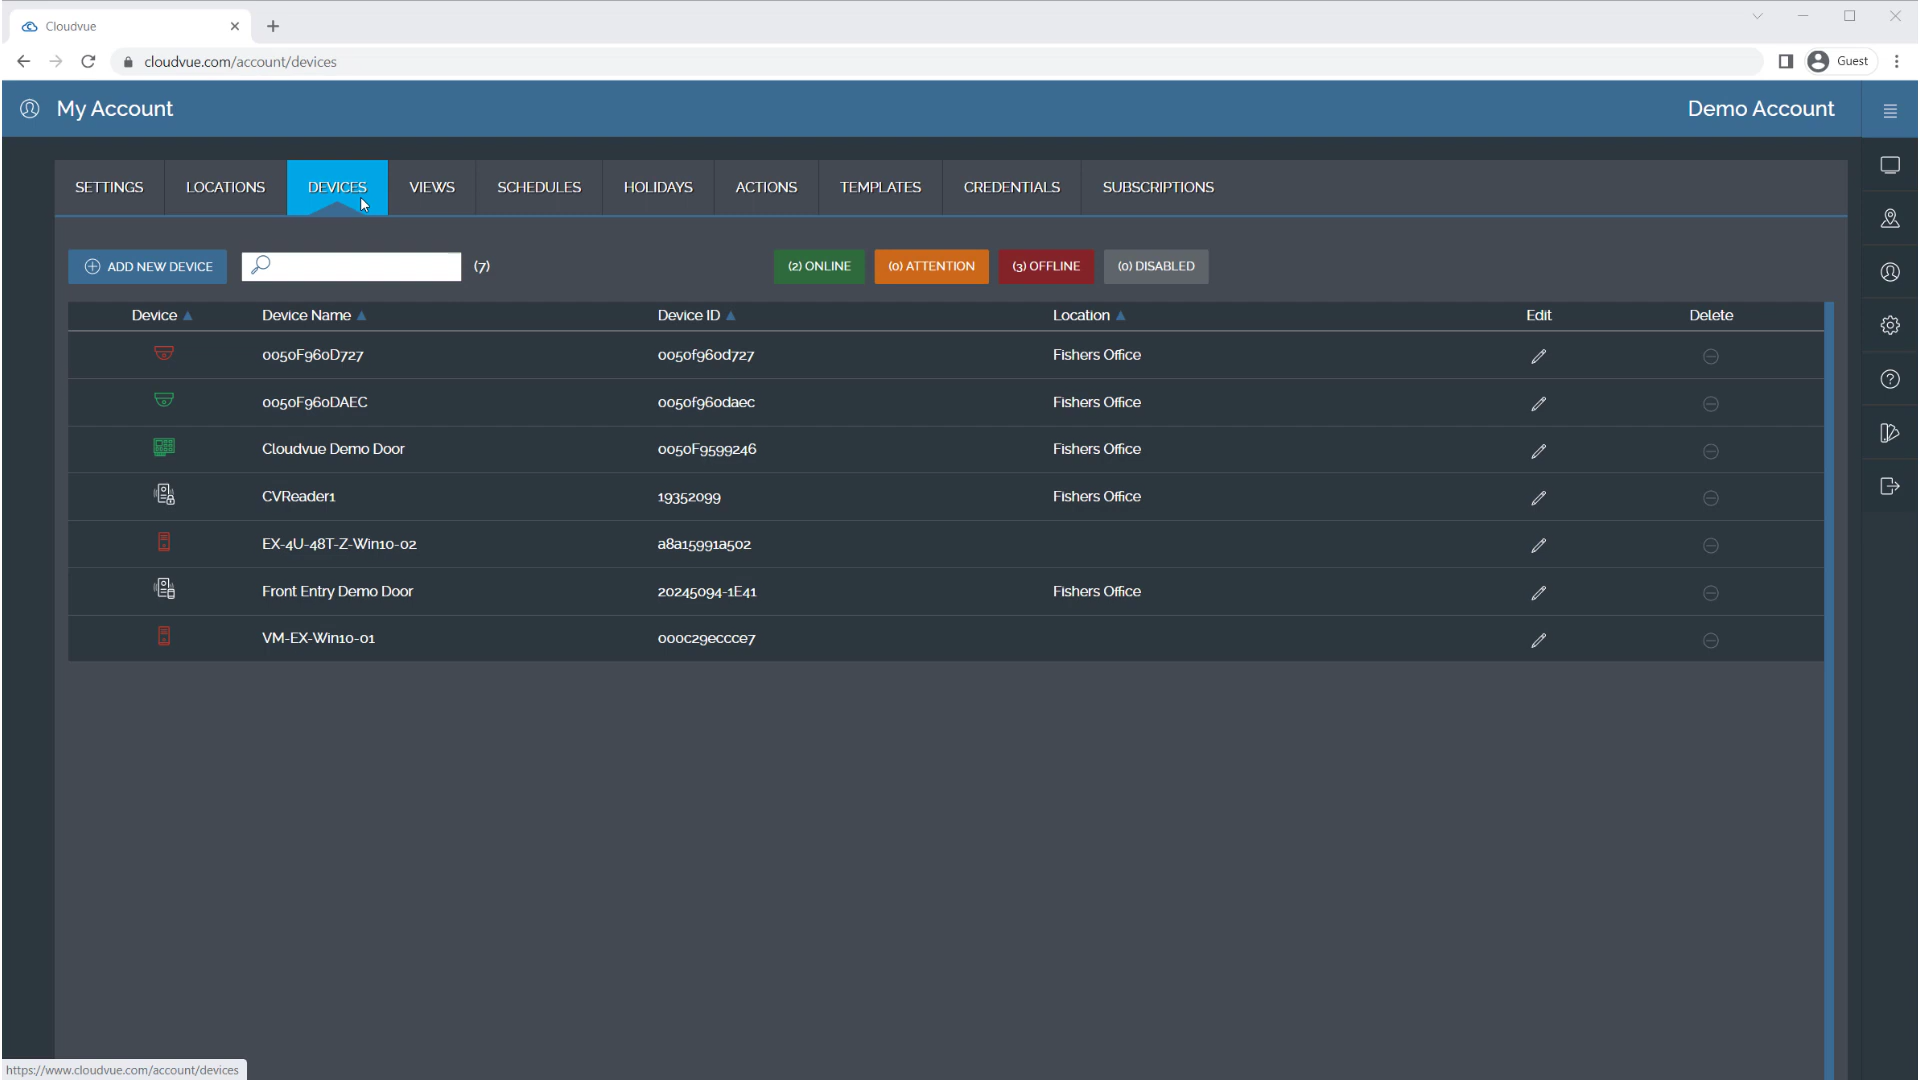 Cloudvue
cloudvue.com/account/devices
Guest
My Account
Demo Account
SETTINGS LOCATIONS DEVICES VIEWS SCHEDULES HOLIDAYS ACTIONS TEMPLATES CREDENTIALS SUBSCRIPTIONS
ADD NEW DEVICE (7) (2) ONLINE (0) ATTENTION (3) OFFLINE (0) DISABLED
Device Device Name Device ID Location Edit Delete
0050F960D727 0050f960d727 Fishers Office
0050F960DAEC 0050f960daec Fishers Office
Cloudvue Demo Door 0050F9599246 Fishers Office
CVReader1 19352099 Fishers Office
EX-4U-48T-Z-Win10-02 a8a15991a502
Front Entry Demo Door 20245094-1E41 Fishers Office
VM-EX-Win10-01 000c29eccce7
https://www.cloudvue.com/account/devices